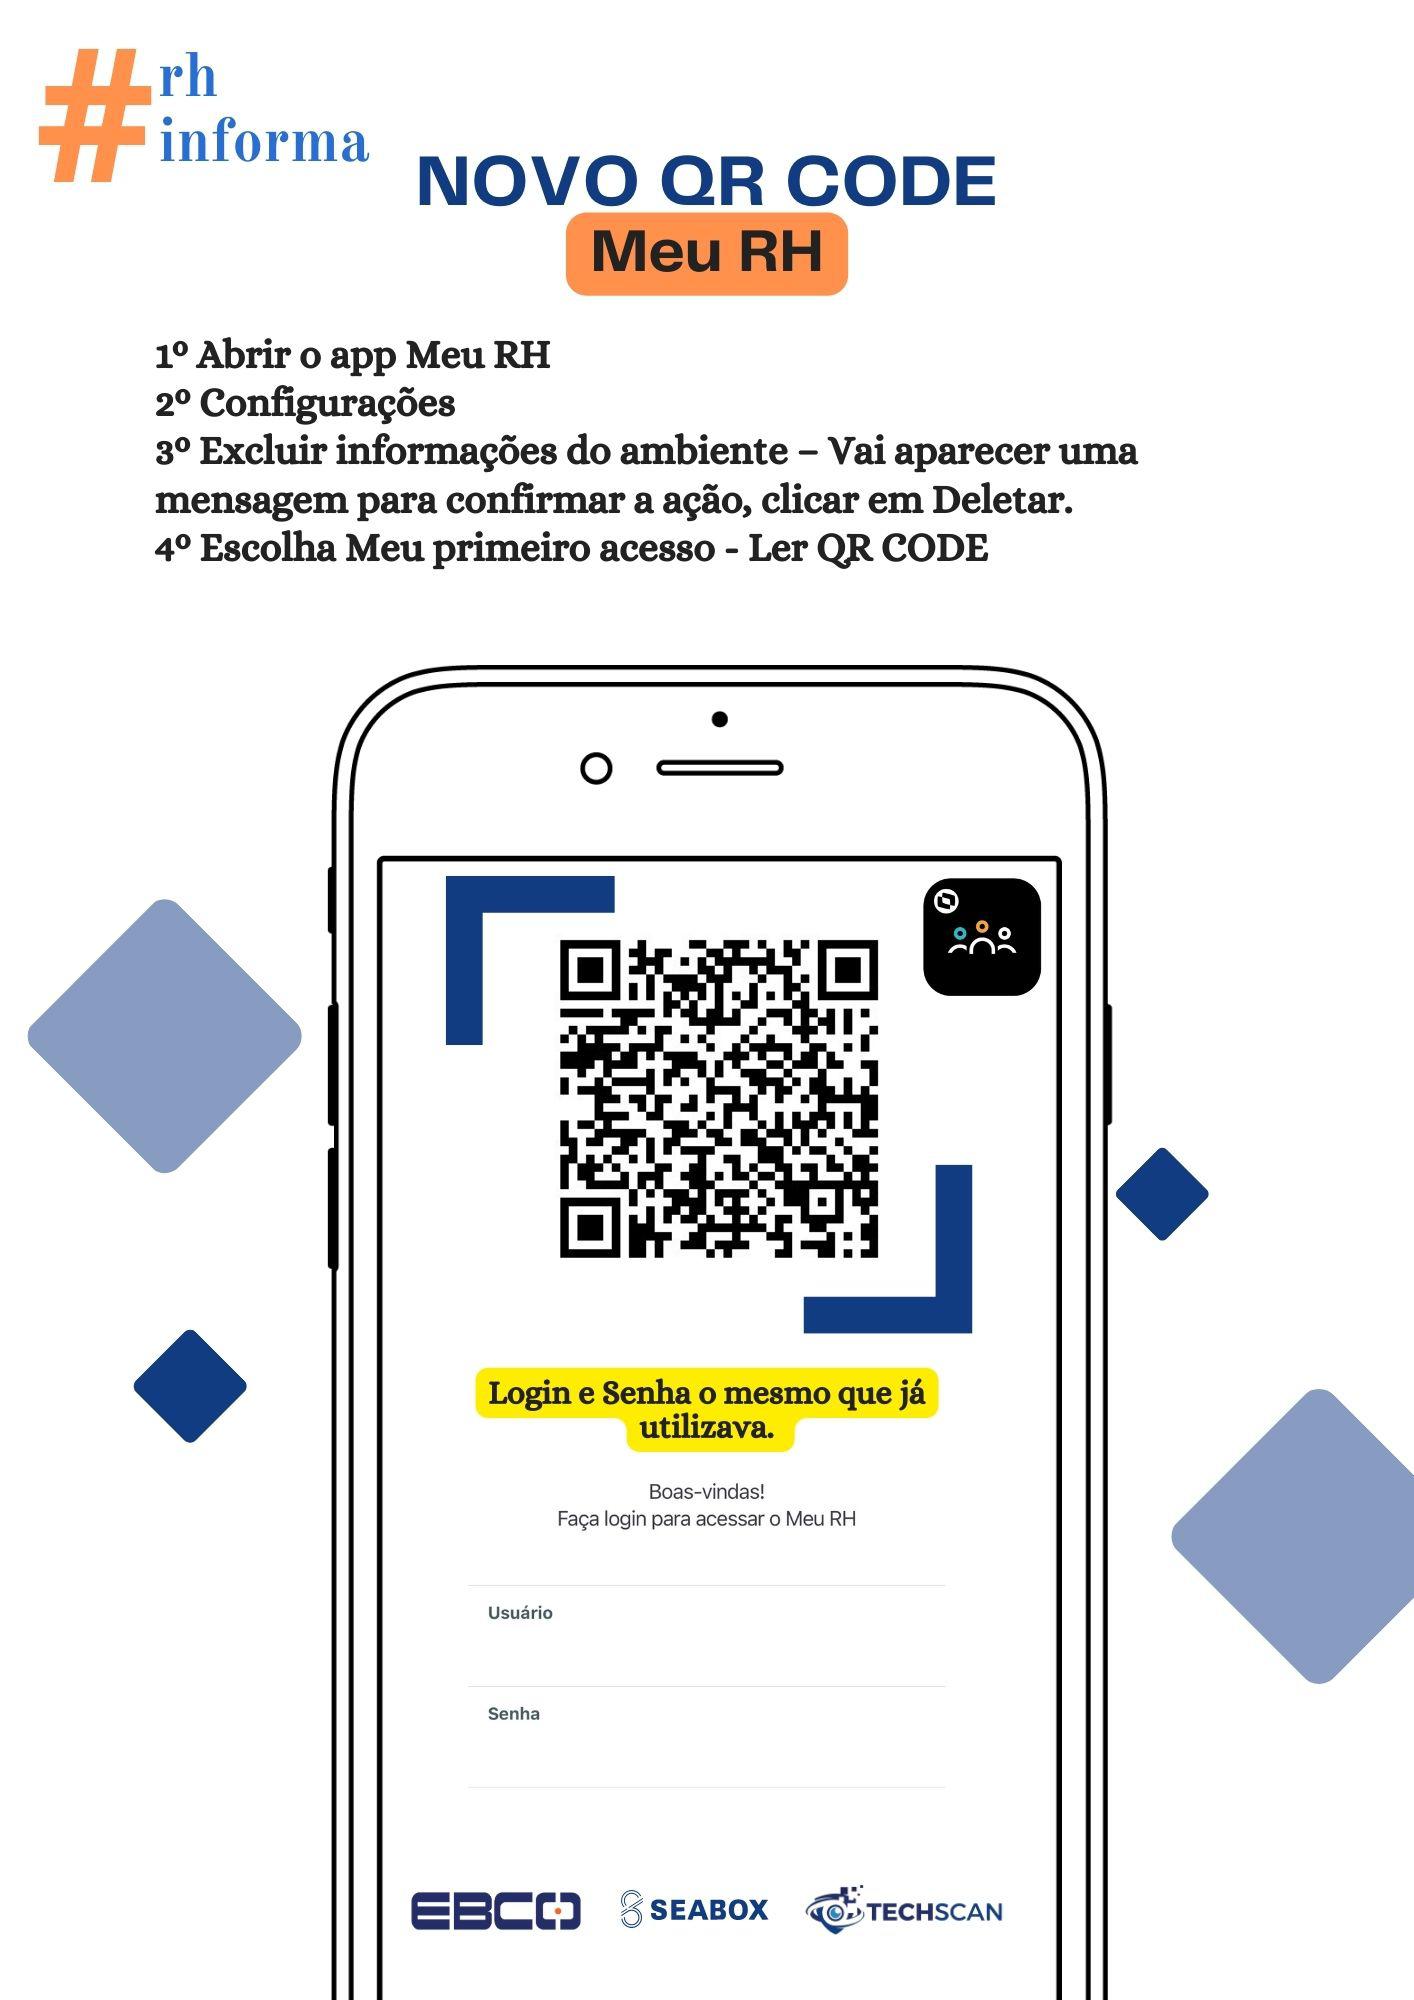 #rh
informa
NOVO QR CODE
Meu RH
1º Abrir o app Meu RH
2º Configurações
3º Excluir informações do ambiente – Vai aparecer uma
mensagem para confirmar a ação, clicar em Deletar.
4º Escolha Meu primeiro acesso - Ler QR CODE
Login e Senha o mesmo que já
utilizava.
Boas-vindas!
Faça login para acessar o Meu RH
Usuário
Senha
EBCO SEABOX TECHSCAN